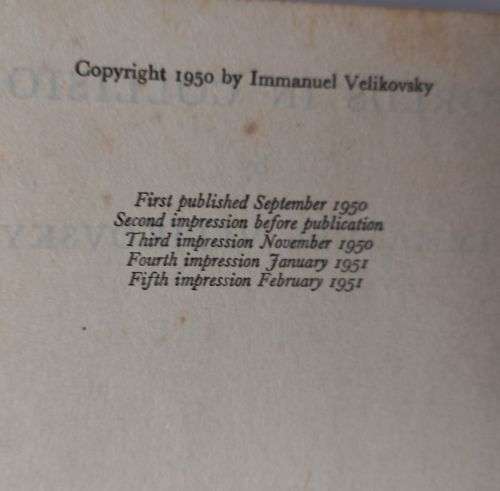 Copyright 1950 by Immanuel Velikovsky
First published September 1950
Second impression before publication
Third impression November 1950
Fourth impression January 1951
Fifth impression February 1951